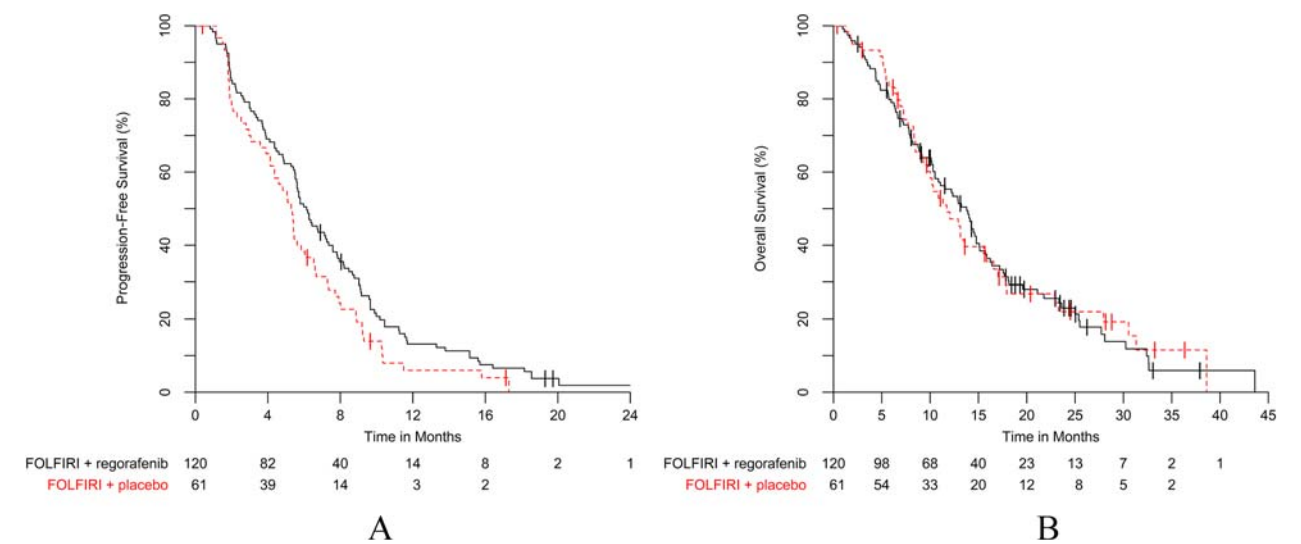 100
80
60
40
20
0
Progression-Free Survival (%)
0 4 8 12 16 20 24
Time in Months
FOLFIRI + regorafenib 120 82 40 14 8 2 1
FOLFIRI + placebo 61 39 14 3 2
A
100
80
60
40
20
0
Overall Survival (%)
0 5 10 15 20 25 30 35 40 45
Time in Months
FOLFIRI + regorafenib 120 98 68 40 23 13 7 2 1
FOLFIRI + placebo 61 54 33 20 12 8 5 2
B